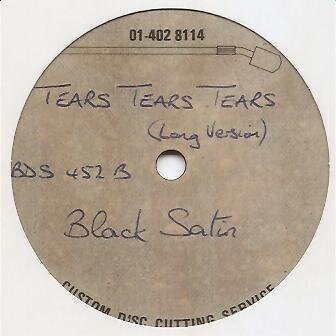 01-402 8114
TEARS TEARS TEARS
(Long Version)
BDS 452 B
Black Satin
CUSTOM DISC CUTTING SERVICE